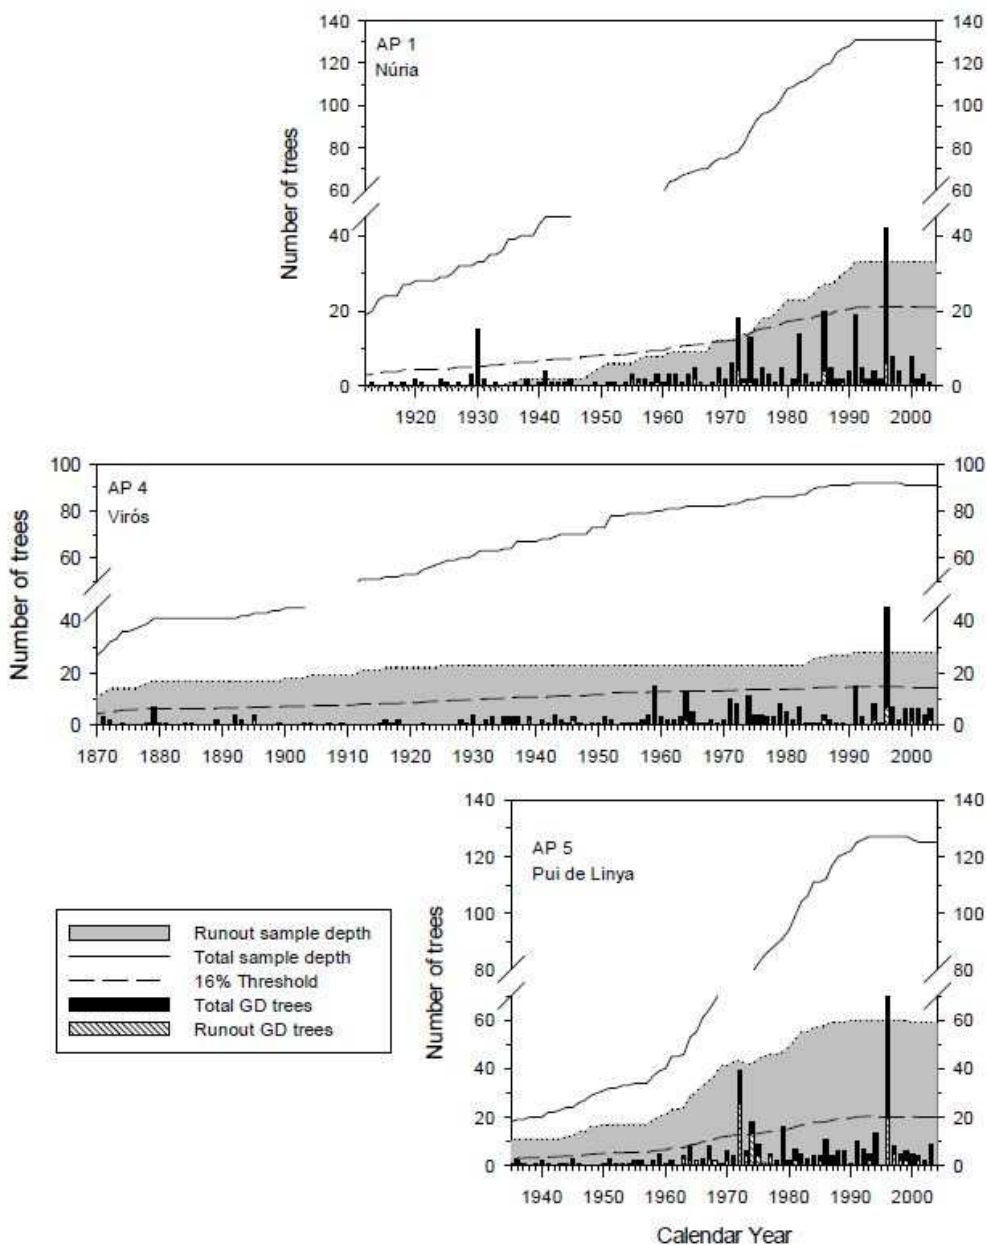 140
120
100
80
60
40
20
0
AP 1
Núria
140
120
100
80
60
40
20
0
Number of trees
1920 1930 1940 1950 1960 1970 1980 1990 2000
100
80
60
40
20
0
AP 4
Virós
100
80
60
40
20
0
Number of trees
1870 1880 1890 1900 1910 1920 1930 1940 1950 1960 1970 1980 1990 2000
140
120
100
80
60
40
20
0
AP 5
Pui de Linya
140
120
100
80
60
40
20
0
Number of trees
1940 1950 1960 1970 1980 1990 2000
Calendar Year
Runout sample depth
Total sample depth
16% Threshold
Total GD trees
Runout GD trees